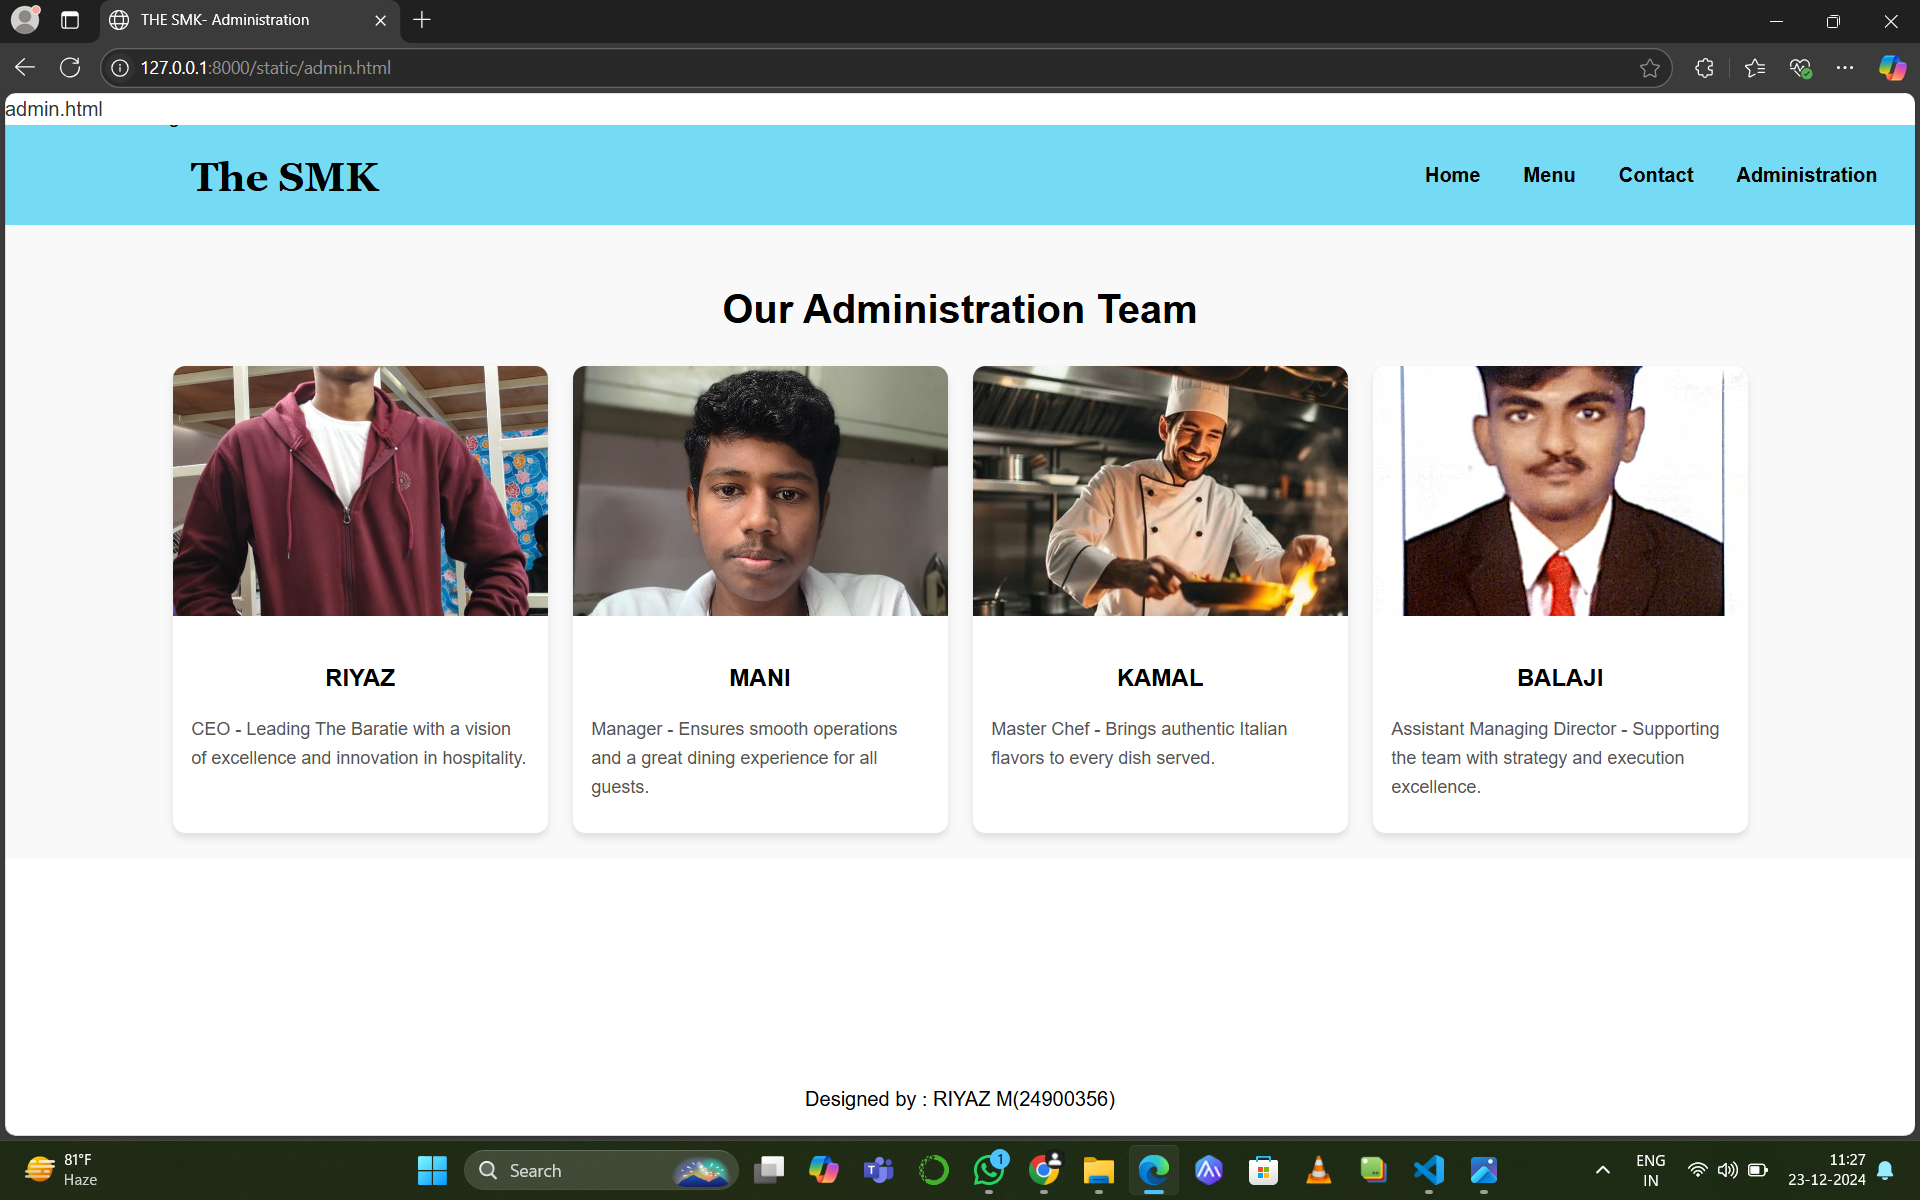 THE SMK- Administration
127.0.0.1:8000/static/admin.html
admin.html
The SMK
Home Menu Contact Administration
Our Administration Team
RIYAZ
CEO - Leading The Baratie with a vision
of excellence and innovation in hospitality.
MANI
Manager - Ensures smooth operations
and a great dining experience for all
guests.
KAMAL
Master Chef - Brings authentic Italian
flavors to every dish served.
BALAJI
Assistant Managing Director - Supporting
the team with strategy and execution
excellence.
Designed by : RIYAZ M(24900356)
81°F
Haze
Search
1
ENG
IN
11:27
23-12-2024